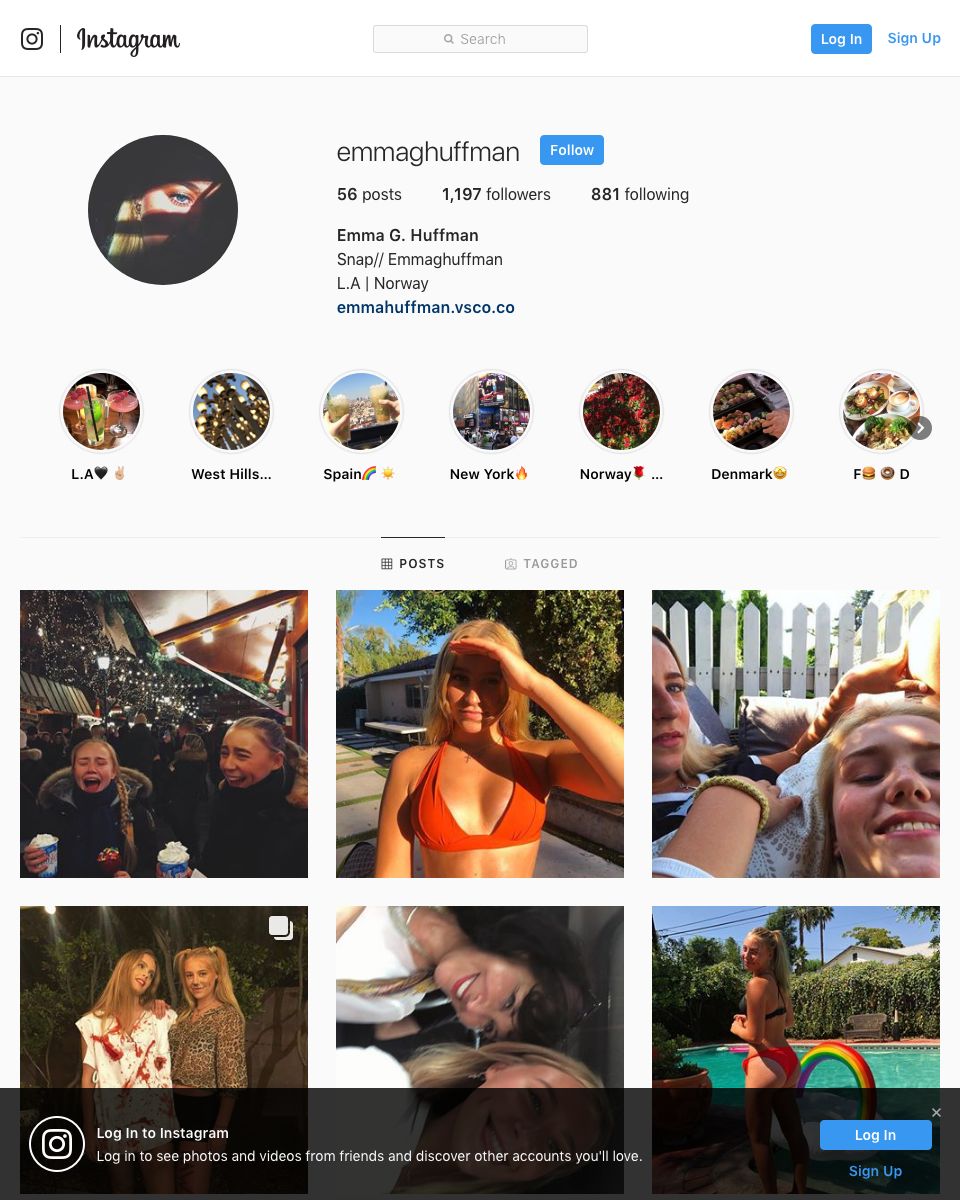 Instagram
Search
Log In
Sign Up
emmaghuffman
Follow
56 posts
1,197 followers
881 following
Emma G. Huffman
Snap// Emmaghuffman
L.A | Norway
emmahuffman.vsco.co
L.A🖤✌🏼
West Hills...
Spain🌈☀️
New York🔥
Norway🌹...
Denmark🤩
F🍔🍩D
POSTS
TAGGED
Log In to Instagram
Log in to see photos and videos from friends and discover other accounts you'll love.
Log In
Sign Up